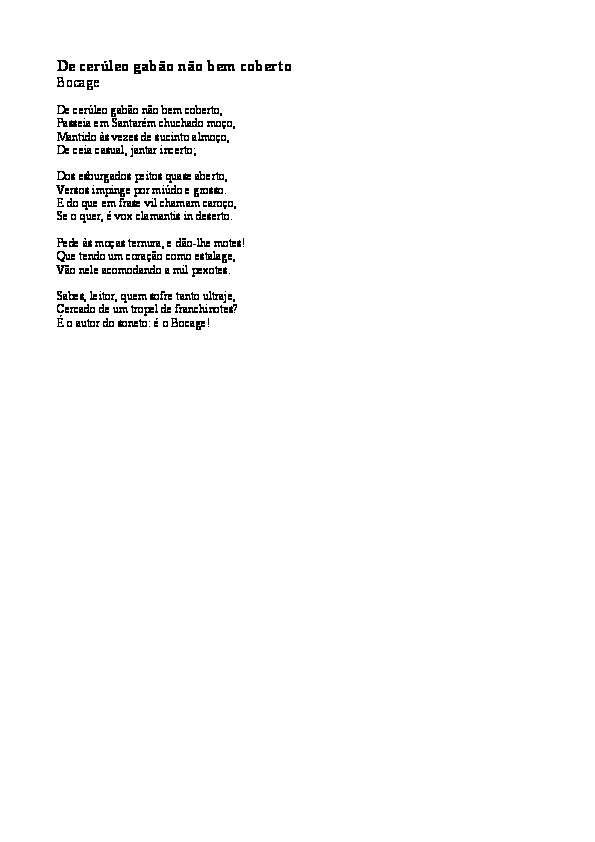 De cerúleo gabão não bem coberto
Bocage
De cerúleo gabão não bem coberto,
Passeia em Santarém chuchado moço,
Mantido às vezes de sucinto almoço,
De ceia casual, jantar incerto;
Dos esburgados peitos quase aberto,
Versos impinge por miúdo e grosso.
E do que em frase vil chamam caroço,
Se o quer, é vox clamantis in deserto.
Pede às moças ternura, e dão-lhe motes!
Que tendo um coração como estalage,
Vão nele acomodando a mil pexotes.
Sabes, leitor, quem sofre tanto ultraje,
Cercado de um tropel de franchinotes?
É o autor do soneto: é o Bocage!